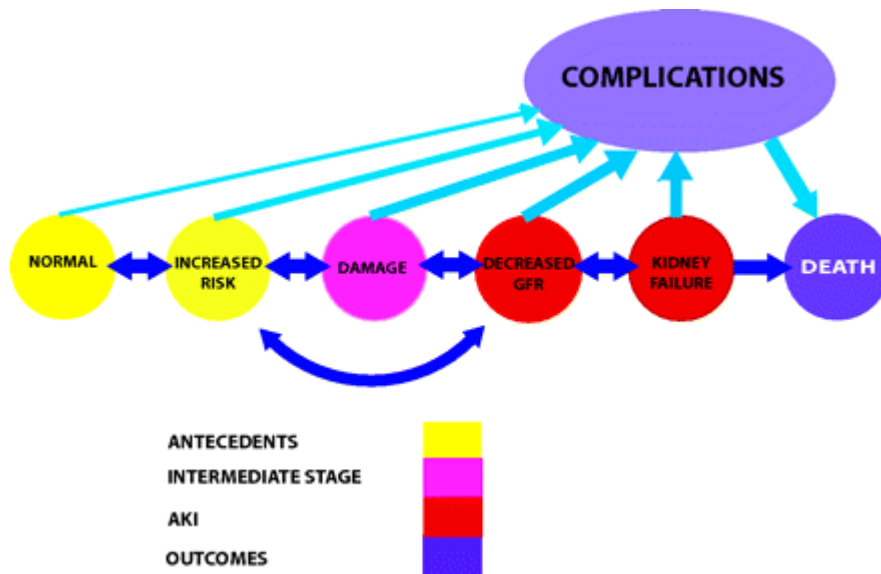 COMPLICATIONS
NORMAL
INCREASED
RISK
DAMAGE
DECREASED
GFR
KIDNEY
FAILURE
DEATH
ANTECEDENTS
INTERMEDIATE STAGE
AKI
OUTCOMES